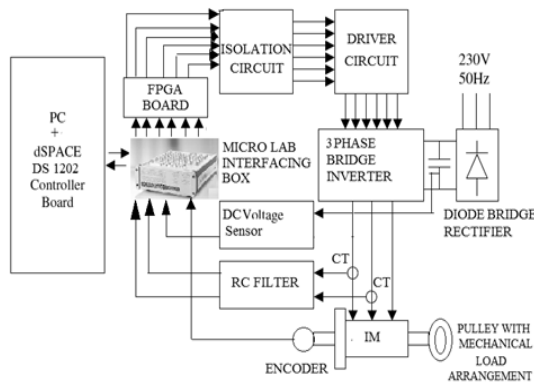 PC
+
dSPACE
DS 1202
Controller
Board
FPGA
BOARD
ISOLATION
CIRCUIT
DRIVER
CIRCUIT
230V
50Hz
MICRO LAB
INTERFACING
BOX
3 PHASE
BRIDGE
INVERTER
DIODE BRIDGE
RECTIFIER
DC Voltage
Sensor
RC FILTER
CT
CT
ENCODER
IM
PULLEY WITH
MECHANICAL
LOAD
ARRANGEMENT